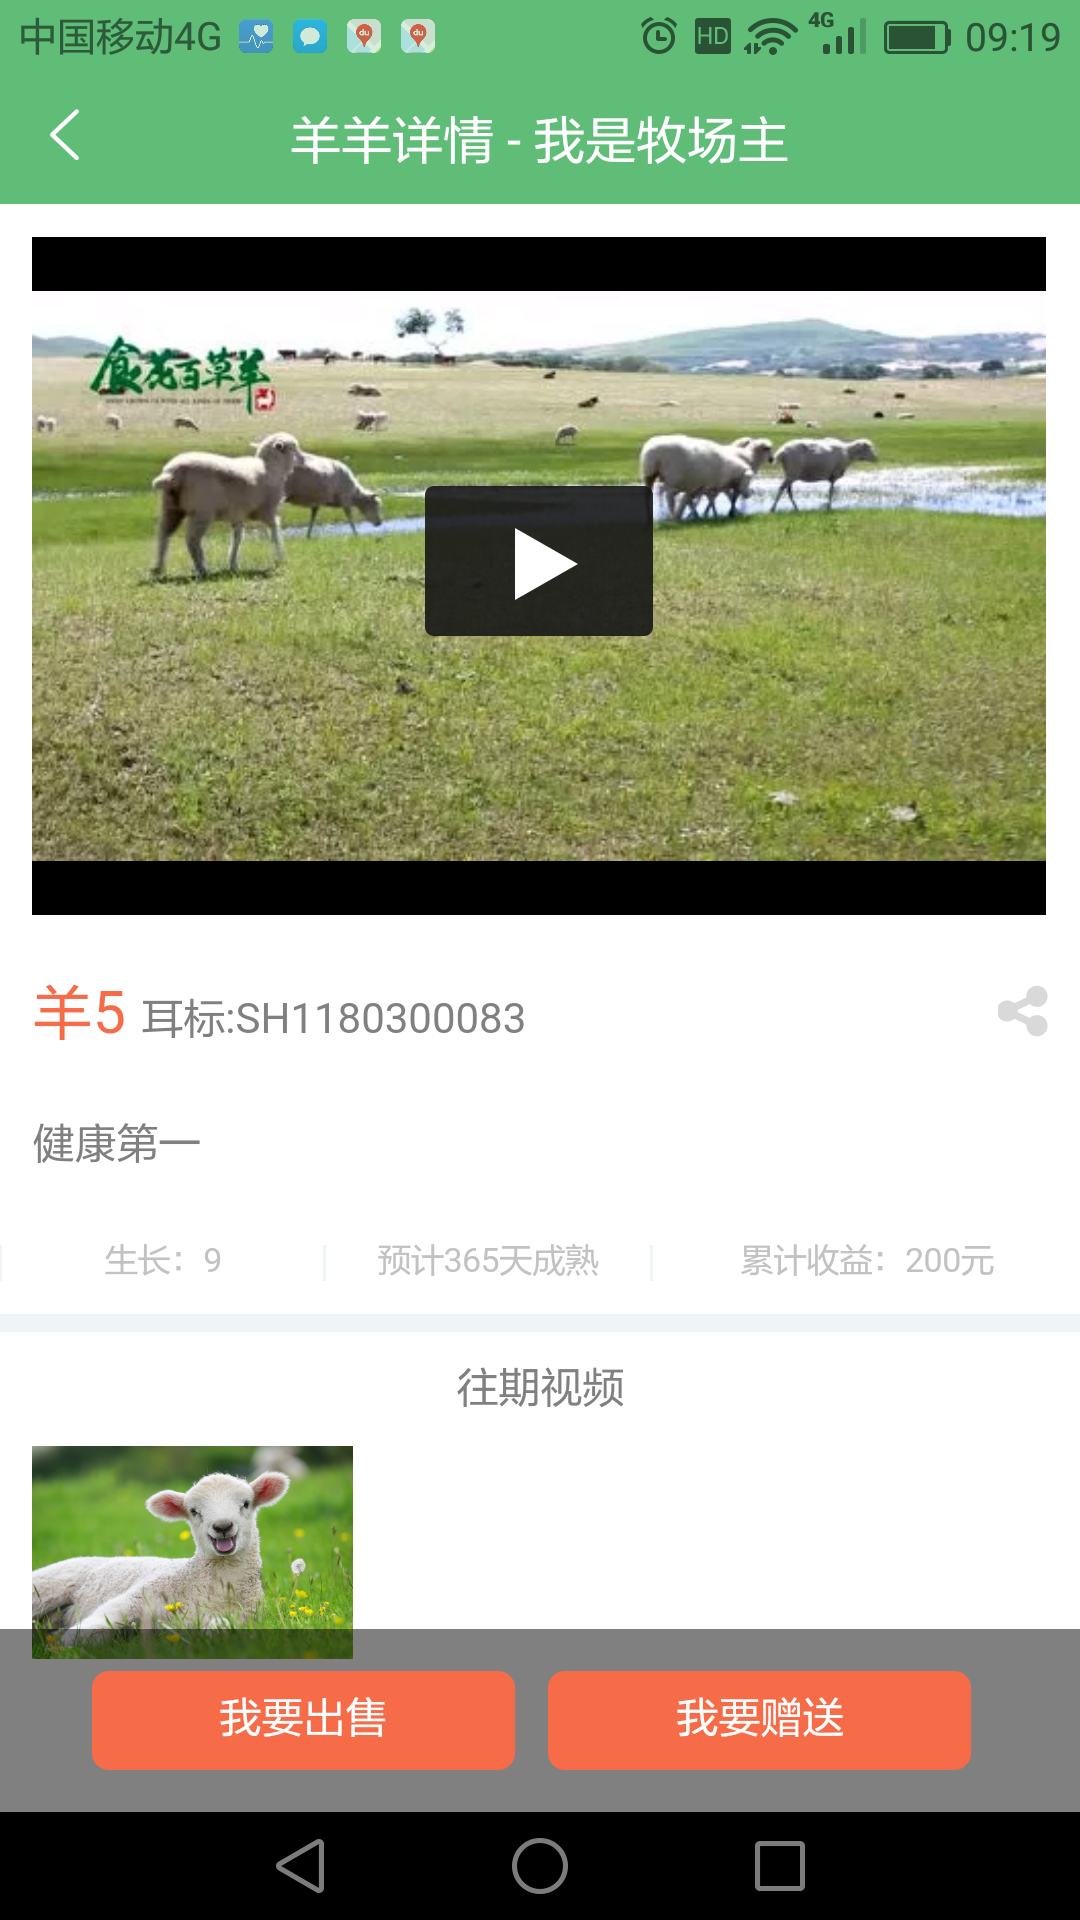 中国移动4G
du
du
HD
4G
09:19
羊羊详情 - 我是牧场主
食花百草羊
羊5 耳标:SH1180300083
健康第一
生长：9
预计365天成熟
累计收益：200元
往期视频
我要出售
我要赠送